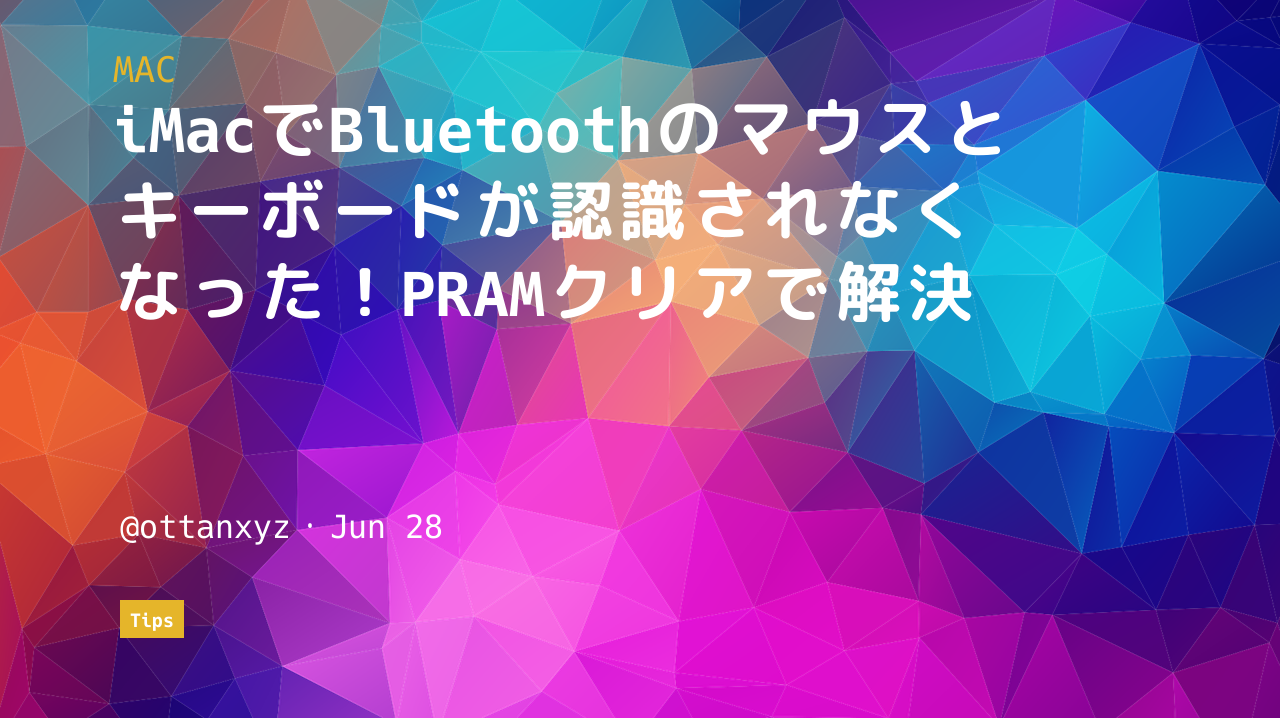 MAC
iMacでBluetoothのマウスと
キーボードが認識されなく
なった！PRAMクリアで解決
@ottanxyz · Jun 28
Tips